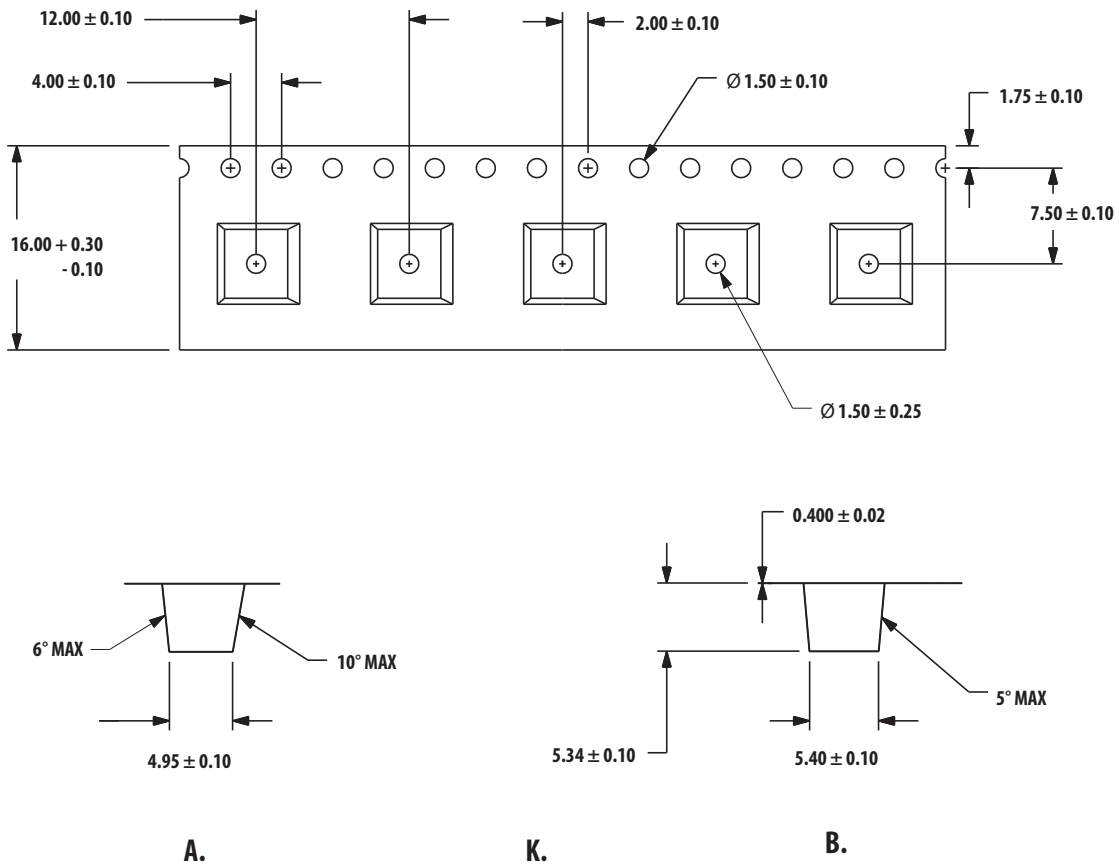 12.00 ± 0.10
2.00 ± 0.10
4.00 ± 0.10
Ø 1.50 ± 0.10
1.75 ± 0.10
7.50 ± 0.10
16.00 + 0.30
- 0.10
Ø 1.50 ± 0.25
0.400 ± 0.02
6° MAX
10° MAX
5° MAX
4.95 ± 0.10
5.34 ± 0.10
5.40 ± 0.10
A.
K.
B.